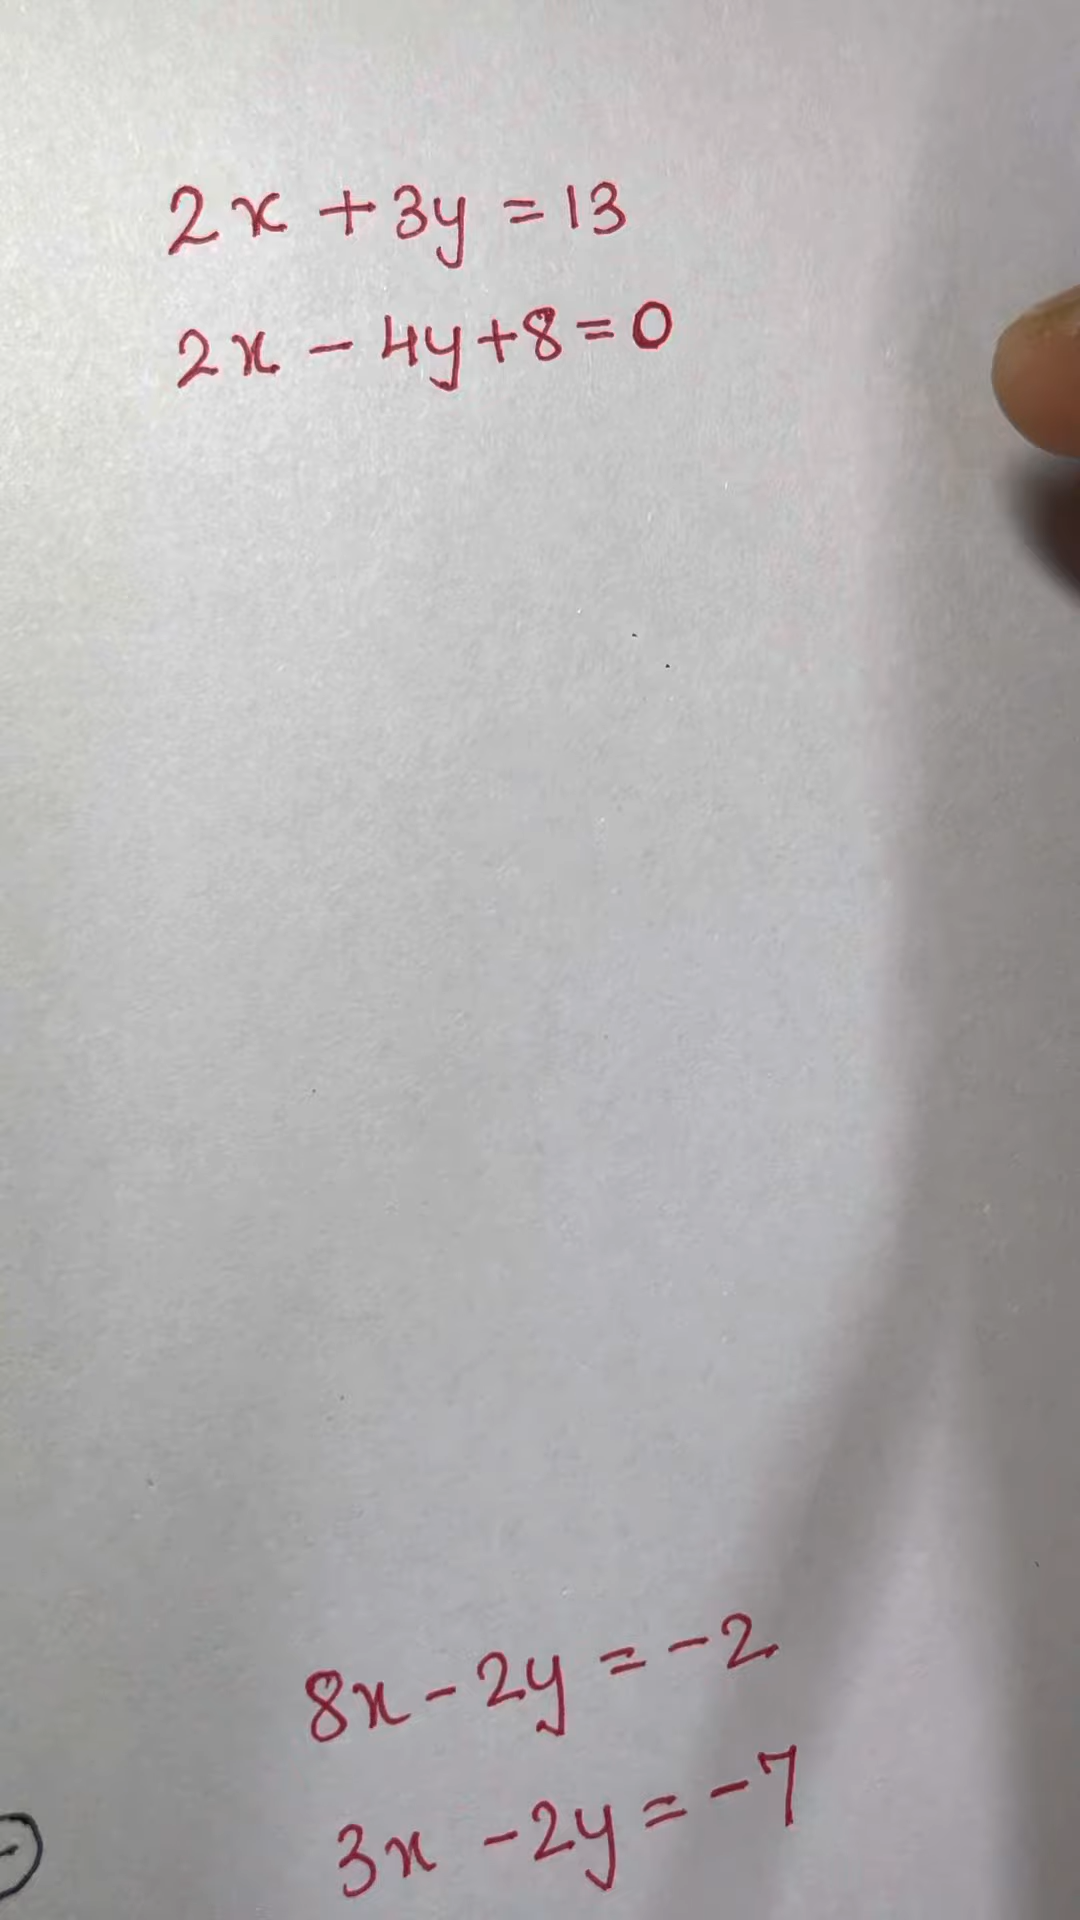 2x + 3y = 13
2x - 4y + 8 = 0
8x - 2y = -2
3x - 2y = -7